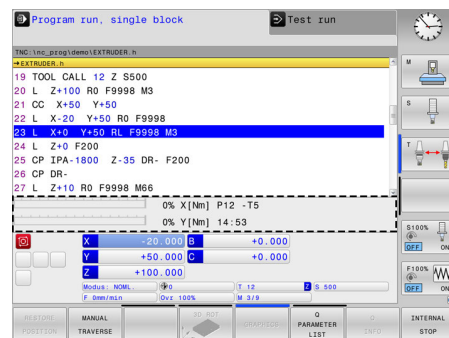 Program run, single block
Test run
TNC:\nc_prog\demo\EXTRUDER.h
→EXTRUDER.h
19 TOOL CALL 12 Z S500
20 L Z+100 R0 F9998 M3
21 CC X+50 Y+50
22 L X-20 Y+50 R0 F9998
23 L X+0 Y+50 RL F9998 M3
24 L Z+0 F200
25 CP IPA-1800 Z-35 DR- F200
26 CP DR-
27 L Z+10 R0 F9998 M66
0% X[Nm] P12 -T5
0% Y[Nm] 14:53
X -20.000 B +0.000
Y +50.000 C +0.000
Z +100.000
Modus: NOML. 0 T 12 Z S 500
F 0mm/min Ovr 100% M 3/9
M
S
T
S100%
OFF ON
F100%
OFF ON
RESTORE POSITION
MANUAL TRAVERSE
3D ROT
GRAPHICS
Q PARAMETER LIST
Q INFO
INTERNAL STOP